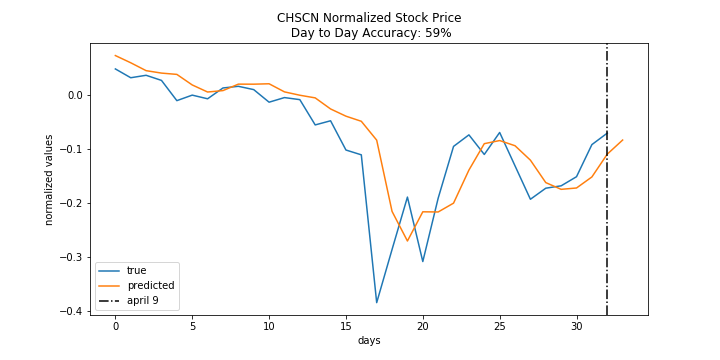 CHSCN Normalized Stock Price
Day to Day Accuracy: 59%
normalized values
0.0
−0.1
−0.2
−0.3
−0.4
true
predicted
april 9
0 5 10 15 20 25 30
days